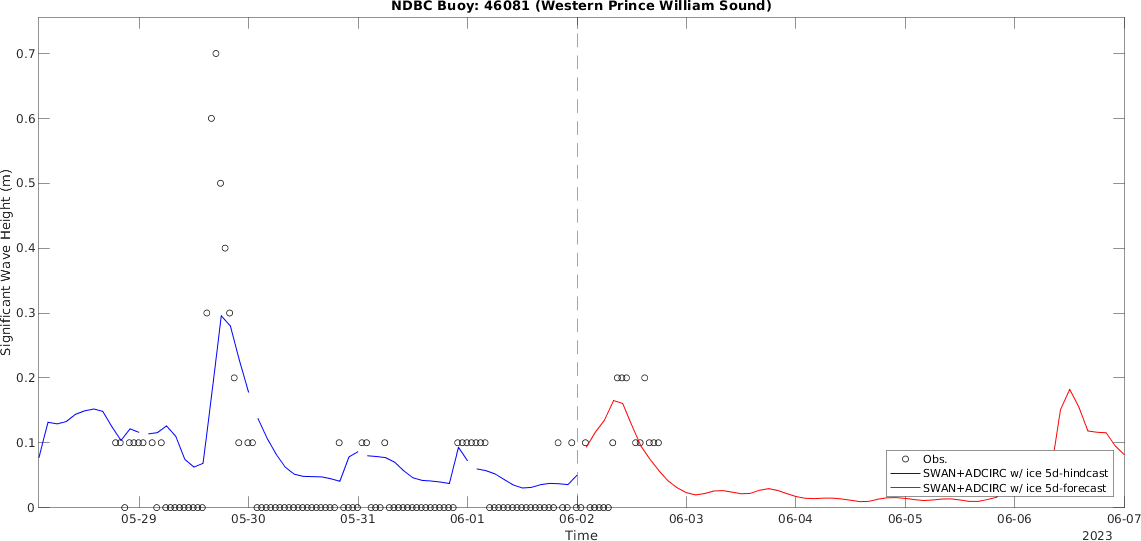 NDBC Buoy: 46081 (Western Prince William Sound)
Significant Wave Height (m)
0.7
0.6
0.5
0.4
0.3
0.2
0.1
0
Obs.
SWAN+ADCIRC w/ ice 5d-hindcast
SWAN+ADCIRC w/ ice 5d-forecast
05-29 05-30 05-31 06-01 06-02 06-03 06-04 06-05 06-06 06-07
Time
2023